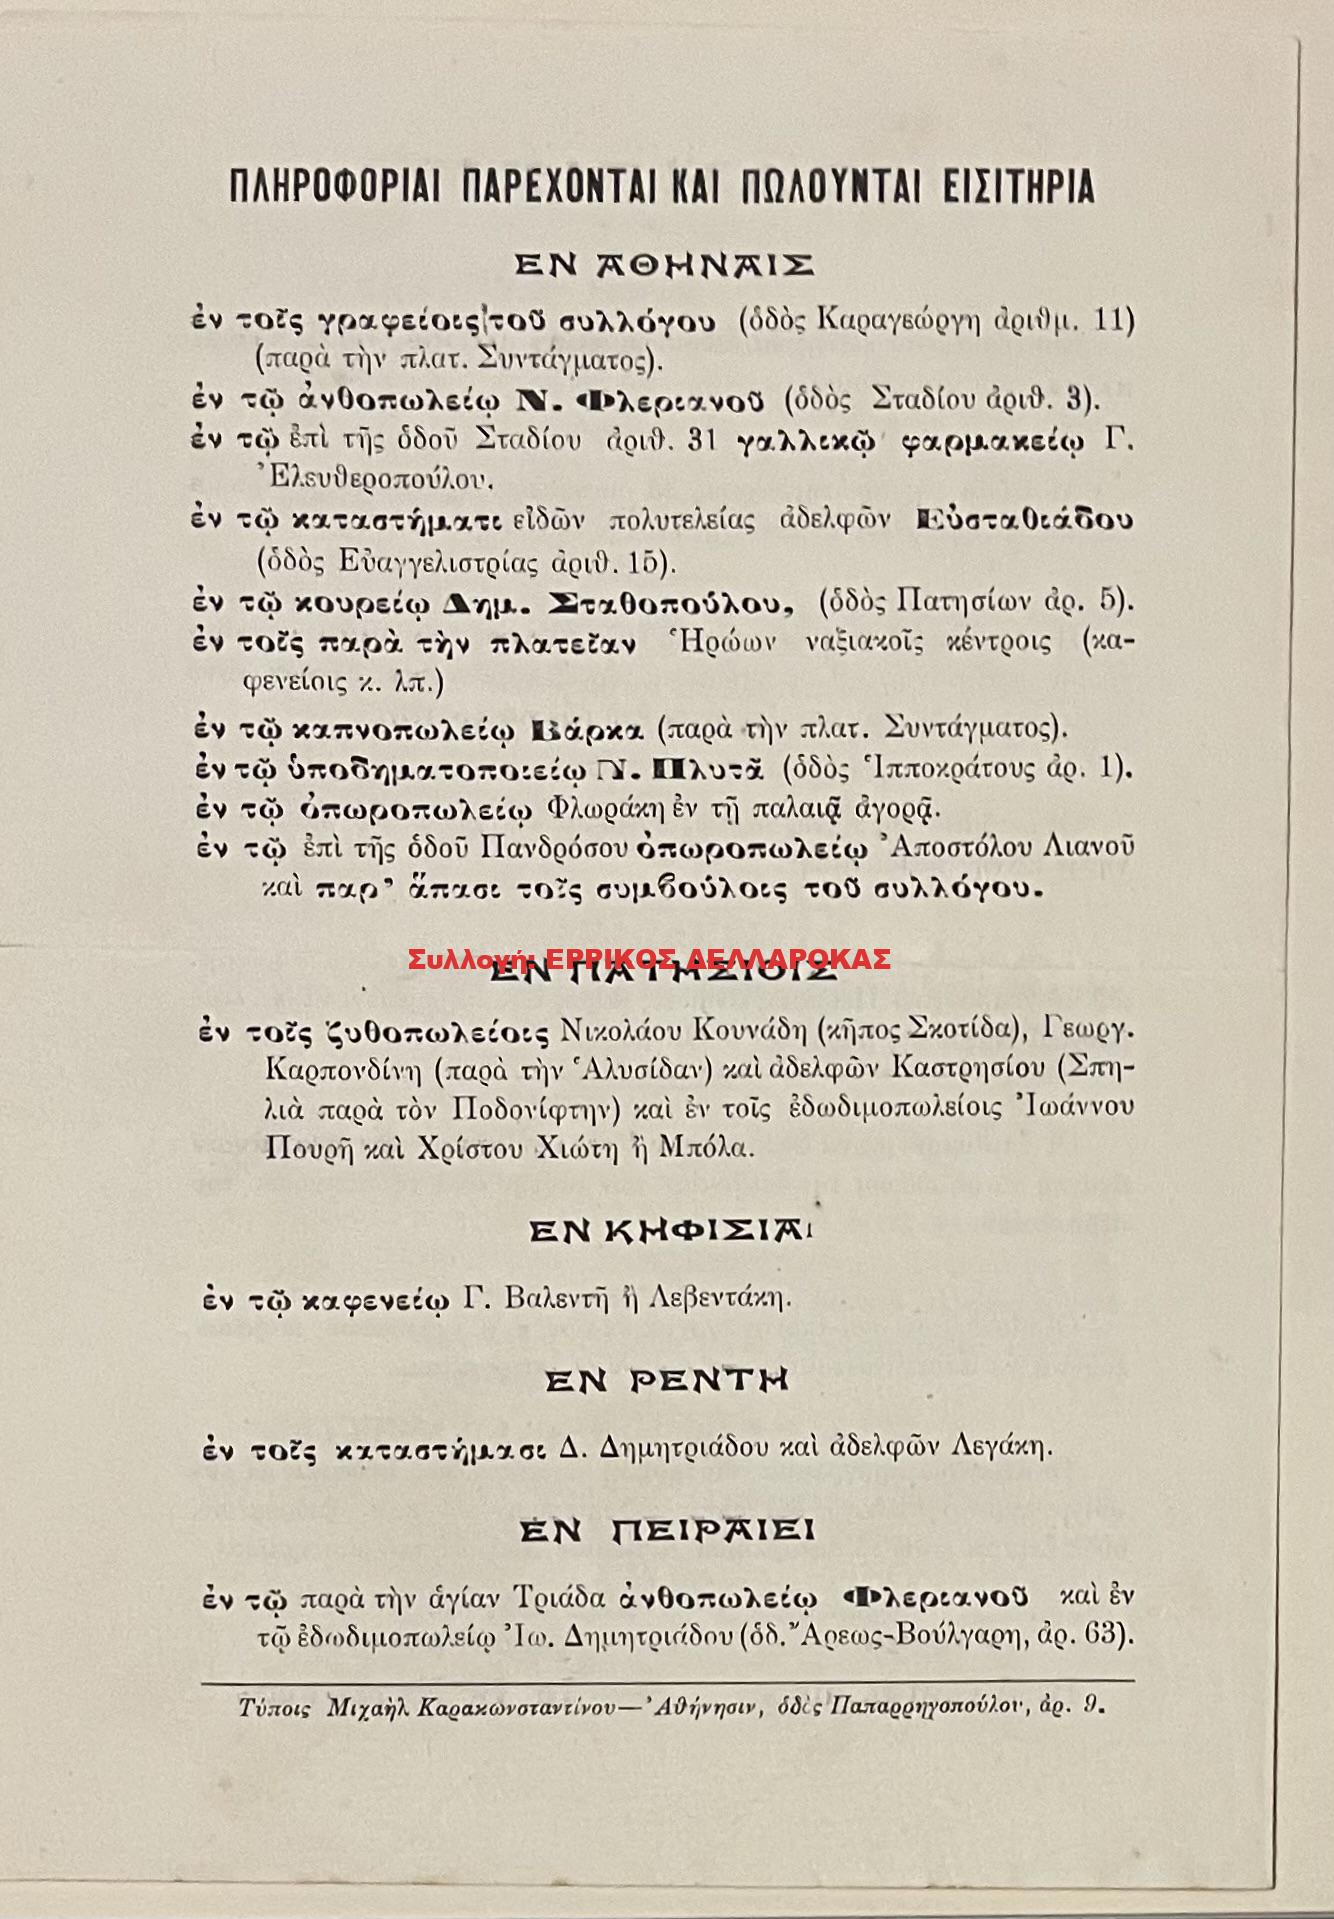 ΠΛΗΡΟΦΟΡΙΑΙ ΠΑΡΕΧΟΝΤΑΙ ΚΑΙ ΠΩΛΟΥΝΤΑΙ ΕΙΣΙΤΗΡΙΑ
ΕΝ ΑΘΗΝΑΙΣ
ἐν τοῖς γραφείοις τοῦ συλλόγου (ὁδὸς Καραγεώργη ἀριθμ. 11)
(παρὰ τὴν πλατ. Συντάγματος).
ἐν τῷ ἀνθοπωλείῳ Ν. Φλεριανοῦ (ὁδὸς Σταδίου ἀριθ. 3).
ἐν τῷ ἐπὶ τῆς ὁδοῦ Σταδίου ἀριθ. 31 γαλλικῷ φαρμακείῳ Γ.
Ἐλευθεροπούλου.
ἐν τῷ καταστήματι εἰδῶν πολυτελείας ἀδελφῶν Εὐσταθιάδου
(ὁδὸς Εὐαγγελιστρίας ἀριθ. 15).
ἐν τῷ κουρείῳ Δημ. Σταθοπούλου, (ὁδὸς Πατησίων ἀρ. 5).
ἐν τοῖς παρὰ τὴν πλατεῖαν Ἡρώων ναξιακοῖς κέντροις (κα-
φενείοις κ. λπ.)
ἐν τῷ καπνοπωλείῳ Βάρκα (παρὰ τὴν πλατ. Συντάγματος).
ἐν τῷ ὑποδηματοποιείῳ Ν. Πλυτᾶ (ὁδὸς Ἱπποκράτους ἀρ. 1).
ἐν τῷ ὀπωροπωλείῳ Φλωράκη ἐν τῇ παλαιᾷ ἀγορᾷ.
ἐν τῷ ἐπὶ τῆς ὁδοῦ Πανδρόσου ὀπωροπωλείῳ Ἀποστόλου Λιανοῦ
καὶ παρ' ἅπασι τοῖς συμβούλοις τοῦ συλλόγου.
Συλλογή: ΕΡΡΙΚΟΣ ΔΕΛΛΑΡΟΚΑΣ
ΕΝ ΠΑΤΗΣΙΟΙΣ
ἐν τοῖς ζυθοπωλείοις Νικολάου Κουνάδη (κῆπος Σκοτίδα), Γεωργ.
Καρπονδίνη (παρὰ τὴν Ἁλυσίδαν) καὶ ἀδελφῶν Καστρησίου (Σπη-
λιὰ παρὰ τὸν Ποδονίφτην) καὶ ἐν τοῖς ἐδωδιμοπωλείοις Ἰωάννου
Πουρῆ καὶ Χρίστου Χιώτη ἢ Μπόλα.
ΕΝ ΚΗΦΙΣΙΑι
ἐν τῷ καφενείῳ Γ. Βαλεντῆ ἢ Λεβεντάκη.
ΕΝ ΡΕΝΤΗ
ἐν τοῖς καταστήμασι Δ. Δημητριάδου καὶ ἀδελφῶν Λεγάκη.
ΕΝ ΠΕΙΡΑΙΕΙ
ἐν τῷ παρὰ τὴν ἁγίαν Τριάδα ἀνθοπωλείῳ Φλεριανοῦ καὶ ἐν
τῷ ἐδωδιμοπωλείῳ Ἰω. Δημητριάδου (ὁδ. Ἄρεως-Βούλγαρη, ἀρ. 63).
Τύποις Μιχαὴλ Καρακωνσταντίνου—Ἀθήνησιν, ὁδὸς Παπαρρηγοπούλου, ἀρ. 9.